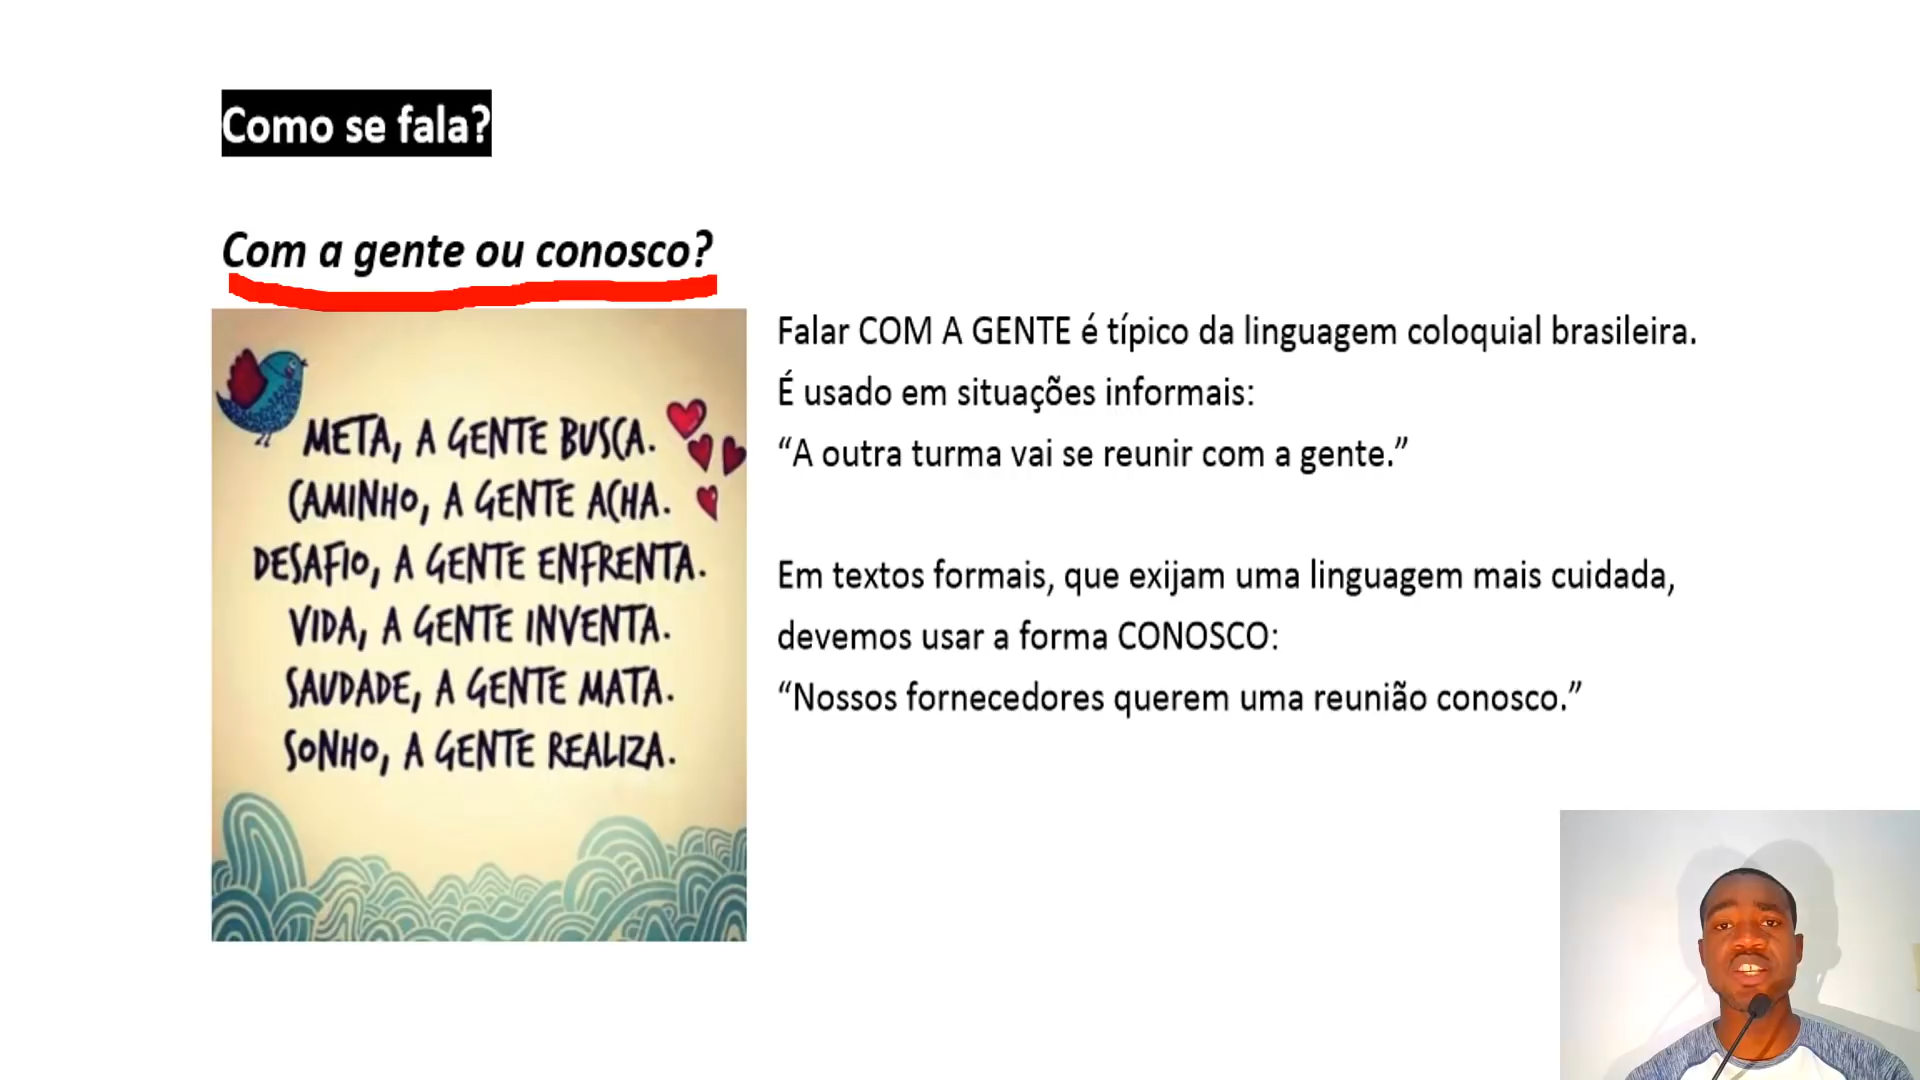 Como se fala?
Com a gente ou conosco?
META, A GENTE BUSCA.
CAMINHO, A GENTE ACHA.
DESAFIO, A GENTE ENFRENTA.
VIDA, A GENTE INVENTA.
SAUDADE, A GENTE MATA.
SONHO, A GENTE REALIZA.
Falar COM A GENTE é típico da linguagem coloquial brasileira.
É usado em situações informais:
“A outra turma vai se reunir com a gente.”
Em textos formais, que exijam uma linguagem mais cuidada,
devemos usar a forma CONOSCO:
“Nossos fornecedores querem uma reunião conosco.”